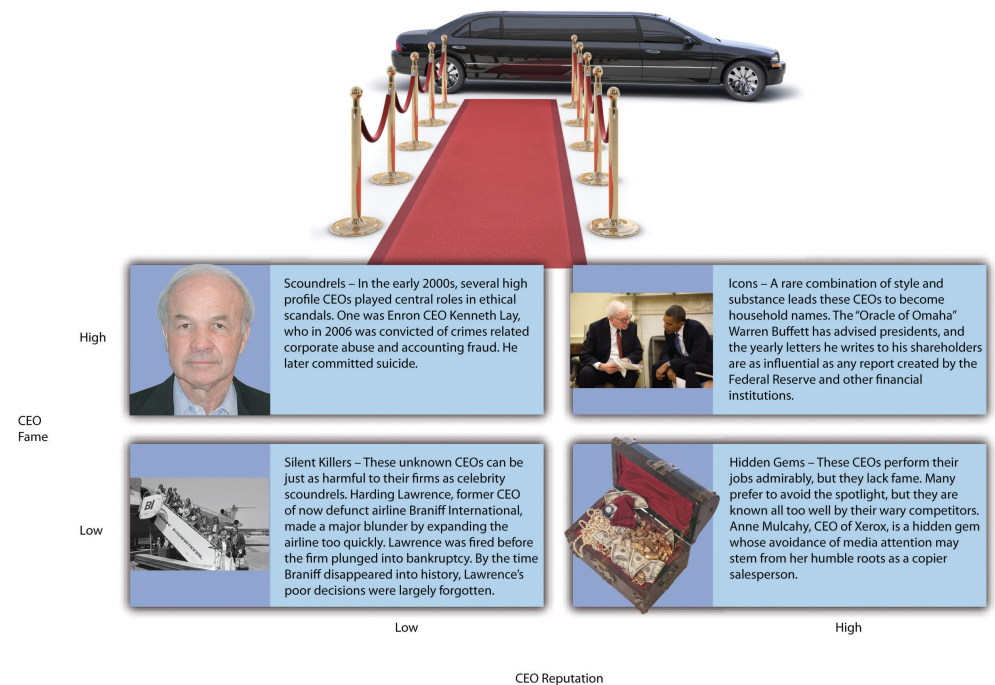 Scoundrels – In the early 2000s, several high
profile CEOs played central roles in ethical
scandals. One was Enron CEO Kenneth Lay,
who in 2006 was convicted of crimes related
corporate abuse and accounting fraud. He
later committed suicide.
Icons – A rare combination of style and
substance leads these CEOs to become
household names. The “Oracle of Omaha”
Warren Buffett has advised presidents, and
the yearly letters he writes to his shareholders
are as influential as any report created by the
Federal Reserve and other financial
institutions.
High
CEO
Fame
Silent Killers – These unknown CEOs can be
just as harmful to their firms as celebrity
scoundrels. Harding Lawrence, former CEO
of now defunct airline Braniff International,
made a major blunder by expanding the
airline too quickly. Lawrence was fired before
the firm plunged into bankruptcy. By the time
Braniff disappeared into history, Lawrence’s
poor decisions were largely forgotten.
Hidden Gems – These CEOs perform their
jobs admirably, but they lack fame. Many
prefer to avoid the spotlight, but they are
known all too well by their wary competitors.
Anne Mulcahy, CEO of Xerox, is a hidden gem
whose avoidance of media attention may
stem from her humble roots as a copier
salesperson.
Low
BI
INTERNATIONAL
Low
High
CEO Reputation